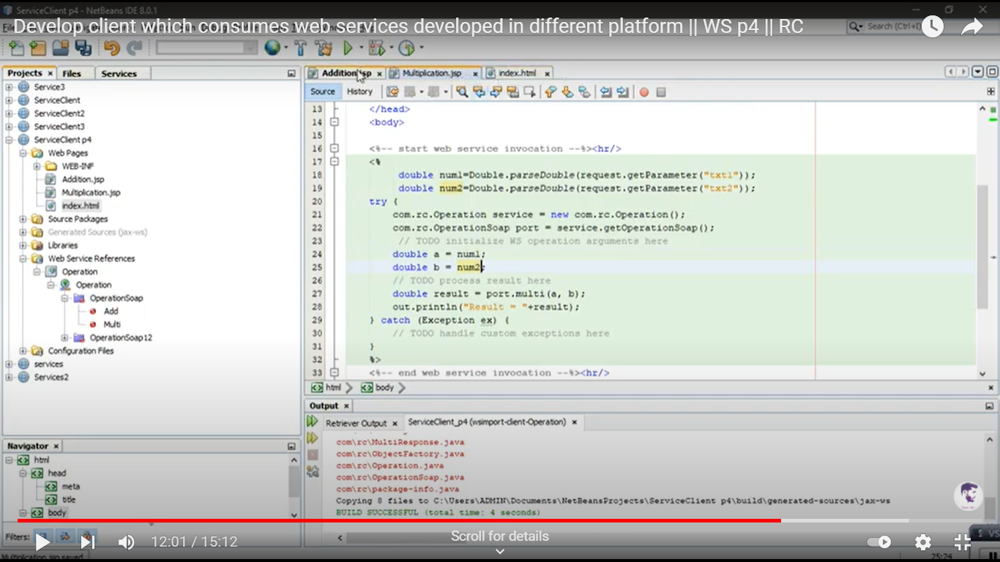 ServiceClient p4 - NetBeans IDE 8.0.1
Develop client which consumes web services developed in different platform || WS p4 || RC
Search (Ctrl+I)
Projects
Files
Services
Service3
ServiceClient
ServiceClient2
ServiceClient3
ServiceClient p4
Web Pages
WEB-INF
Addition.jsp
Multiplication.jsp
index.html
Source Packages
Generated Sources (jax-ws)
Libraries
Web Service References
Operation
Operation
OperationSoap
Add
Multi
OperationSoap12
Configuration Files
services
Services2
Navigator
html
head
meta
title
body
Filters:
Multiplication.jsp saved
Addition.jsp
Multiplication.jsp
index.html
Source History
13 </head>
14 <body>
15
16 <%-- start web service invocation --%><hr/>
17 <%
18 double num1=Double.parseDouble(request.getParameter("txt1"));
19 double num2=Double.parseDouble(request.getParameter("txt2"));
20 try {
21 com.rc.Operation service = new com.rc.Operation();
22 com.rc.OperationSoap port = service.getOperationSoap();
23 // TODO initialize WS operation arguments here
24 double a = num1;
25 double b = num2;
26 // TODO process result here
27 double result = port.multi(a, b);
28 out.println("Result = "+result);
29 } catch (Exception ex) {
30 // TODO handle custom exceptions here
31 }
32 %>
33 <%-- end web service invocation --%><hr/>
html body
Output
Retriever Output
ServiceClient_p4 (wsimport-client-Operation)
com\rc\MultiResponse.java
com\rc\ObjectFactory.java
com\rc\Operation.java
com\rc\OperationSoap.java
com\rc\package-info.java
Copying 8 files to C:\Users\ADMIN\Documents\NetBeansProjects\ServiceClient p4\build\generated-sources\jax-ws
BUILD SUCCESSFUL (total time: 4 seconds)
12:01 / 15:12
Scroll for details
25:24